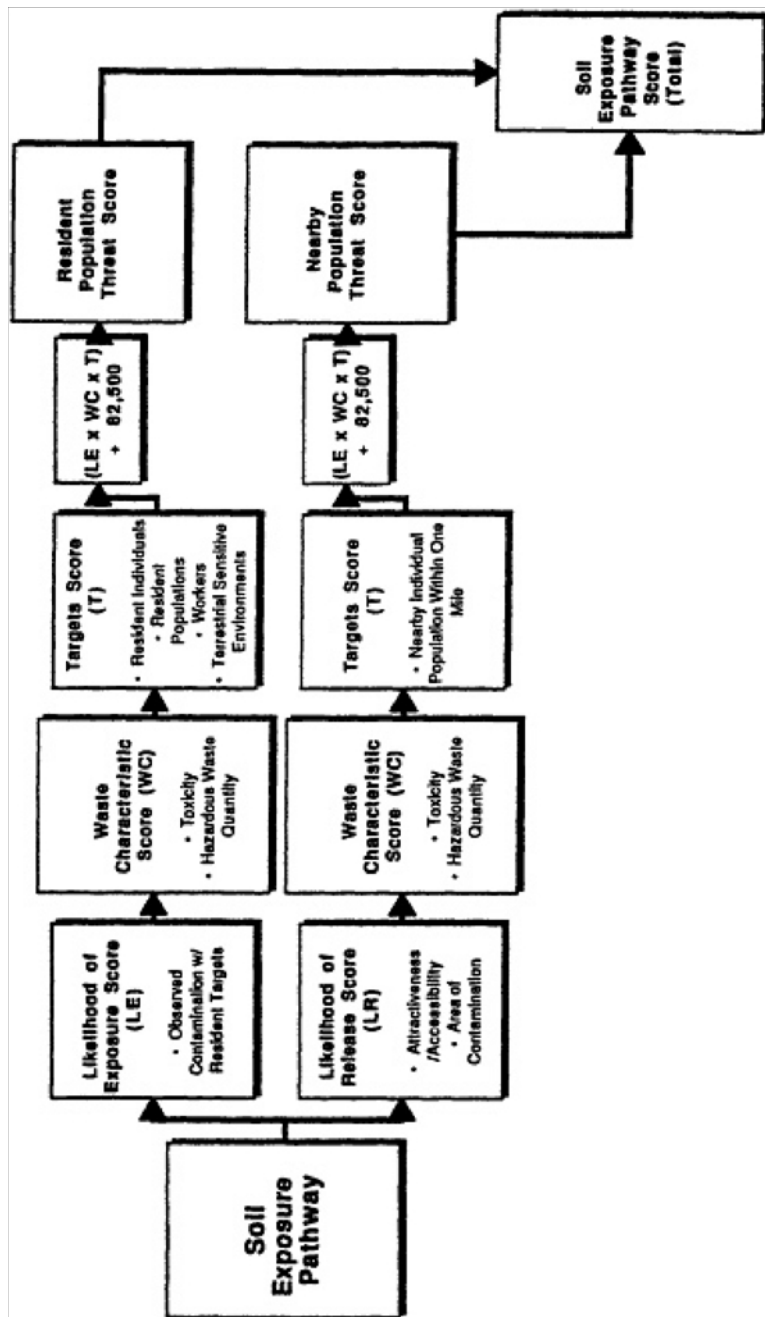 Soil
Exposure
Pathway
Likelihood of
Exposure Score
(LE)
• Observed
Contamination w/
Resident Targets
Waste
Characteristic
Score (WC)
• Toxicity
• Hazardous Waste
Quantity
Targets Score
(T)
• Resident Individuals
• Resident
Populations
• Workers
• Terrestrial Sensitive
Environments
(LE x WC x T)
+ 82,500
Resident
Population
Threat Score
Likelihood of
Release Score
(LR)
• Attractiveness
/Accessibility
• Area of
Contamination
Waste
Characteristic
Score (WC)
• Toxicity
• Hazardous Waste
Quantity
Targets Score
(T)
• Nearby Individual
Population Within One
Mile
(LE x WC x T)
+ 82,500
Nearby
Population
Threat Score
Soil
Exposure
Pathway
Score
(Total)